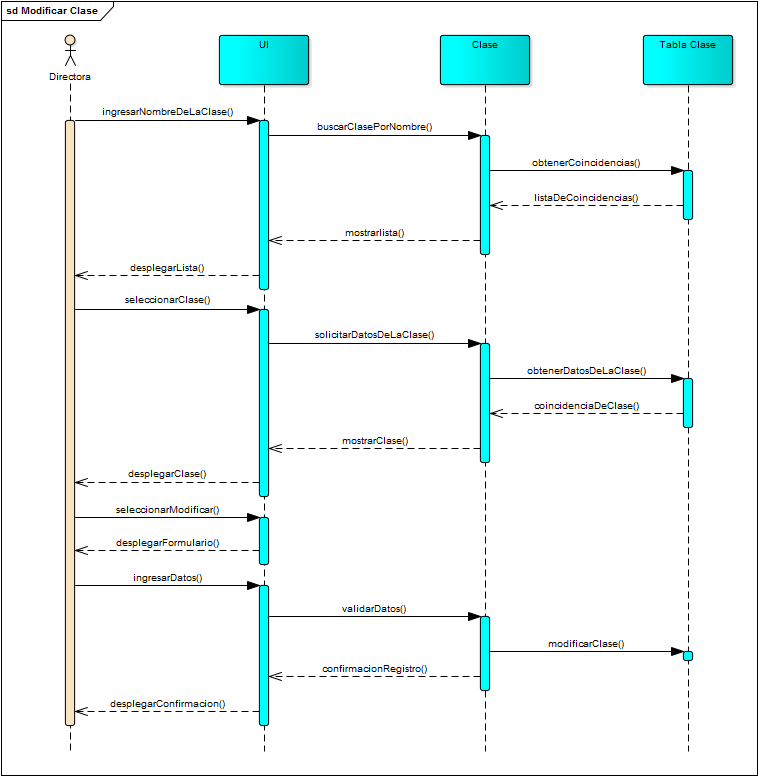 sd Modificar Clase
UI
Clase
Tabla Clase
Directora
ingresarNombreDeLaClase()
buscarClasePorNombre()
obtenerCoincidencias()
listaDeCoincidencias()
mostrarlista()
desplegarLista()
seleccionarClase()
solicitarDatosDeLaClase()
obtenerDatosDeLaClase()
coincidenciaDeClase()
mostrarClase()
desplegarClase()
seleccionarModificar()
desplegarFormulario()
ingresarDatos()
validarDatos()
modificarClase()
confirmacionRegistro()
desplegarConfirmacion()